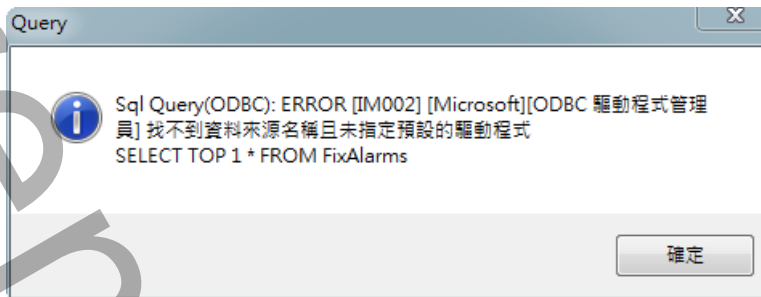 Query
Sql Query(ODBC): ERROR [IM002] [Microsoft][ODBC 驅動程式管理
員] 找不到資料來源名稱且未指定預設的驅動程式
SELECT TOP 1 * FROM FixAlarms
確定